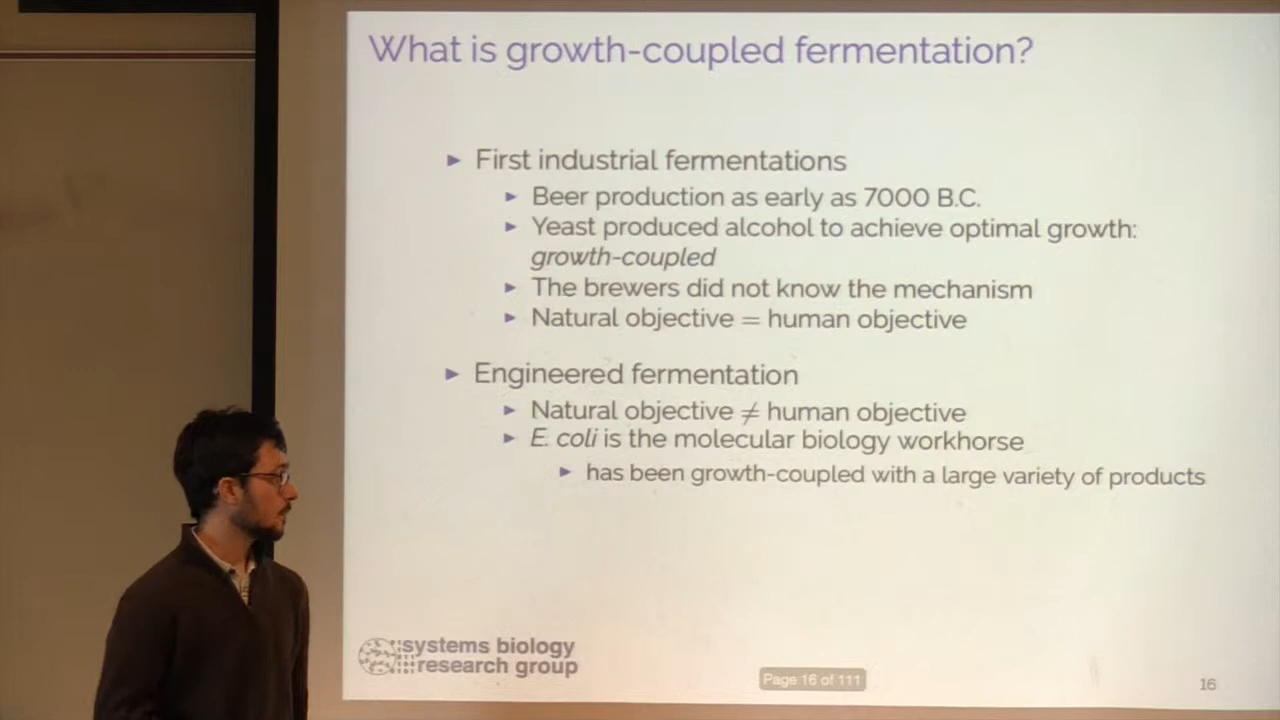 What is growth-coupled fermentation?
► First industrial fermentations
► Beer production as early as 7000 B.C.
► Yeast produced alcohol to achieve optimal growth:
growth-coupled
► The brewers did not know the mechanism
► Natural objective = human objective
► Engineered fermentation
► Natural objective ≠ human objective
► E. coli is the molecular biology workhorse
► has been growth-coupled with a large variety of products
systems biology
research group
Page 16 of 111
16